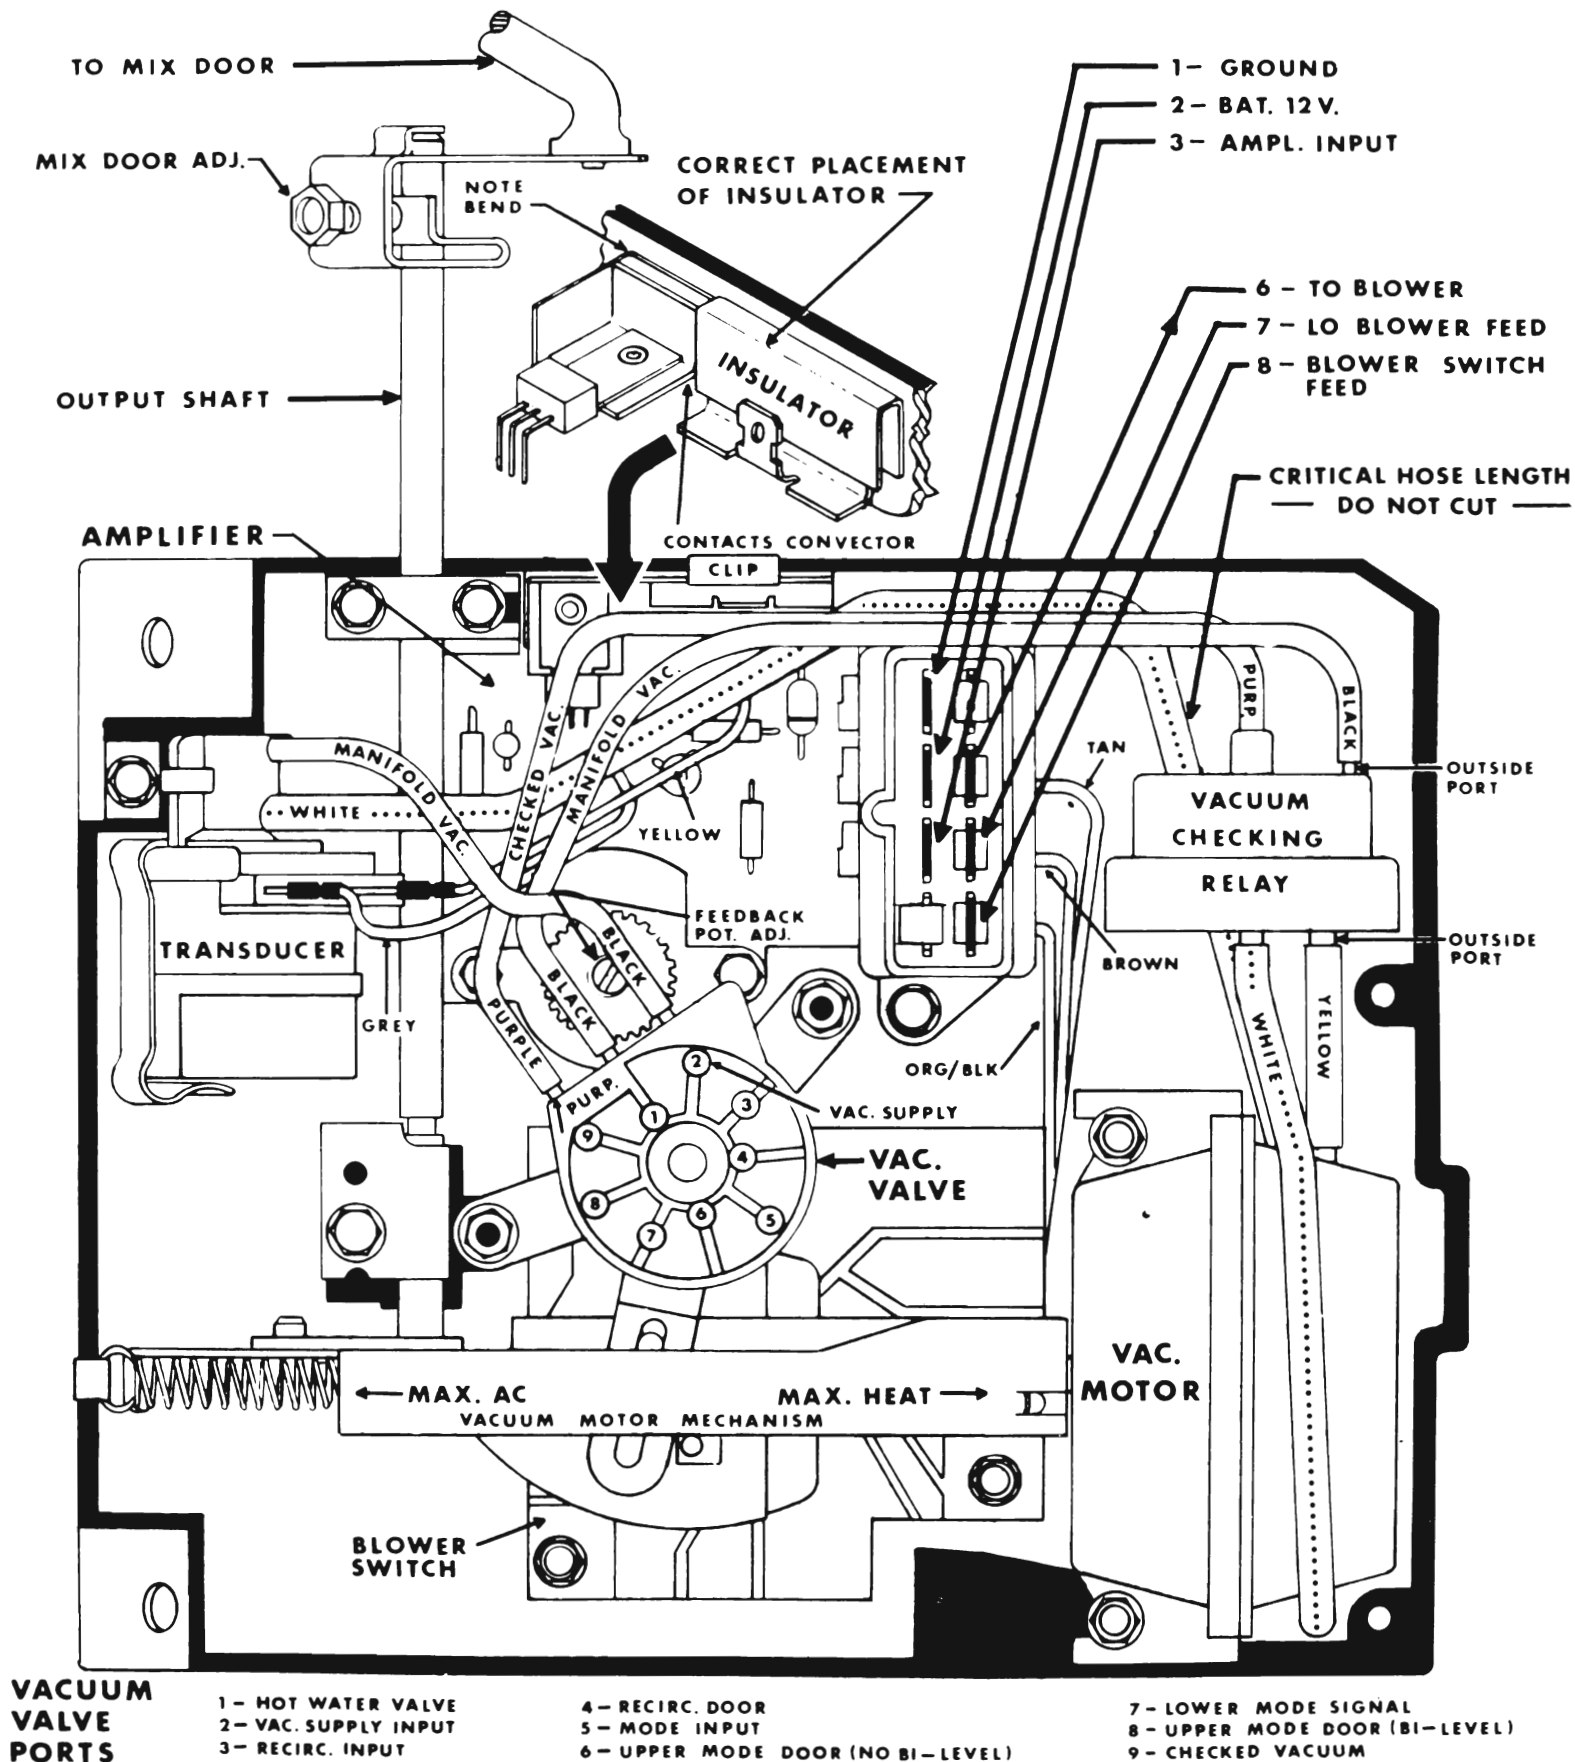 TO MIX DOOR
MIX DOOR ADJ.
NOTE
BEND
CORRECT PLACEMENT
OF INSULATOR
1- GROUND
2- BAT. 12 V.
3- AMPL. INPUT
6 - TO BLOWER
7 - LO BLOWER FEED
8 - BLOWER SWITCH
FEED
INSULATOR
OUTPUT SHAFT
CRITICAL HOSE LENGTH
— DO NOT CUT —
AMPLIFIER
CONTACTS CONVECTOR
CLIP
MANIFOLD VAC.
WHITE
CHECKED VAC.
MANIFOLD VAC.
YELLOW
TAN
PURP.
BLACK
OUTSIDE
PORT
VACUUM
CHECKING
RELAY
OUTSIDE
PORT
TRANSDUCER
FEEDBACK
POT. ADJ.
BLACK
BLACK
PURPLE
GREY
BROWN
ORG/BLK
WHITE
YELLOW
PURP.
1
2
3
4
5
6
7
8
9
VAC. SUPPLY
VAC.
VALVE
VAC.
MOTOR
MAX. AC
MAX. HEAT
VACUUM MOTOR MECHANISM
BLOWER
SWITCH
VACUUM
VALVE
PORTS
1- HOT WATER VALVE
2- VAC. SUPPLY INPUT
3- RECIRC. INPUT
4- RECIRC. DOOR
5 - MODE INPUT
6- UPPER MODE DOOR (NO BI-LEVEL)
7- LOWER MODE SIGNAL
8 - UPPER MODE DOOR (BI-LEVEL)
9 - CHECKED VACUUM